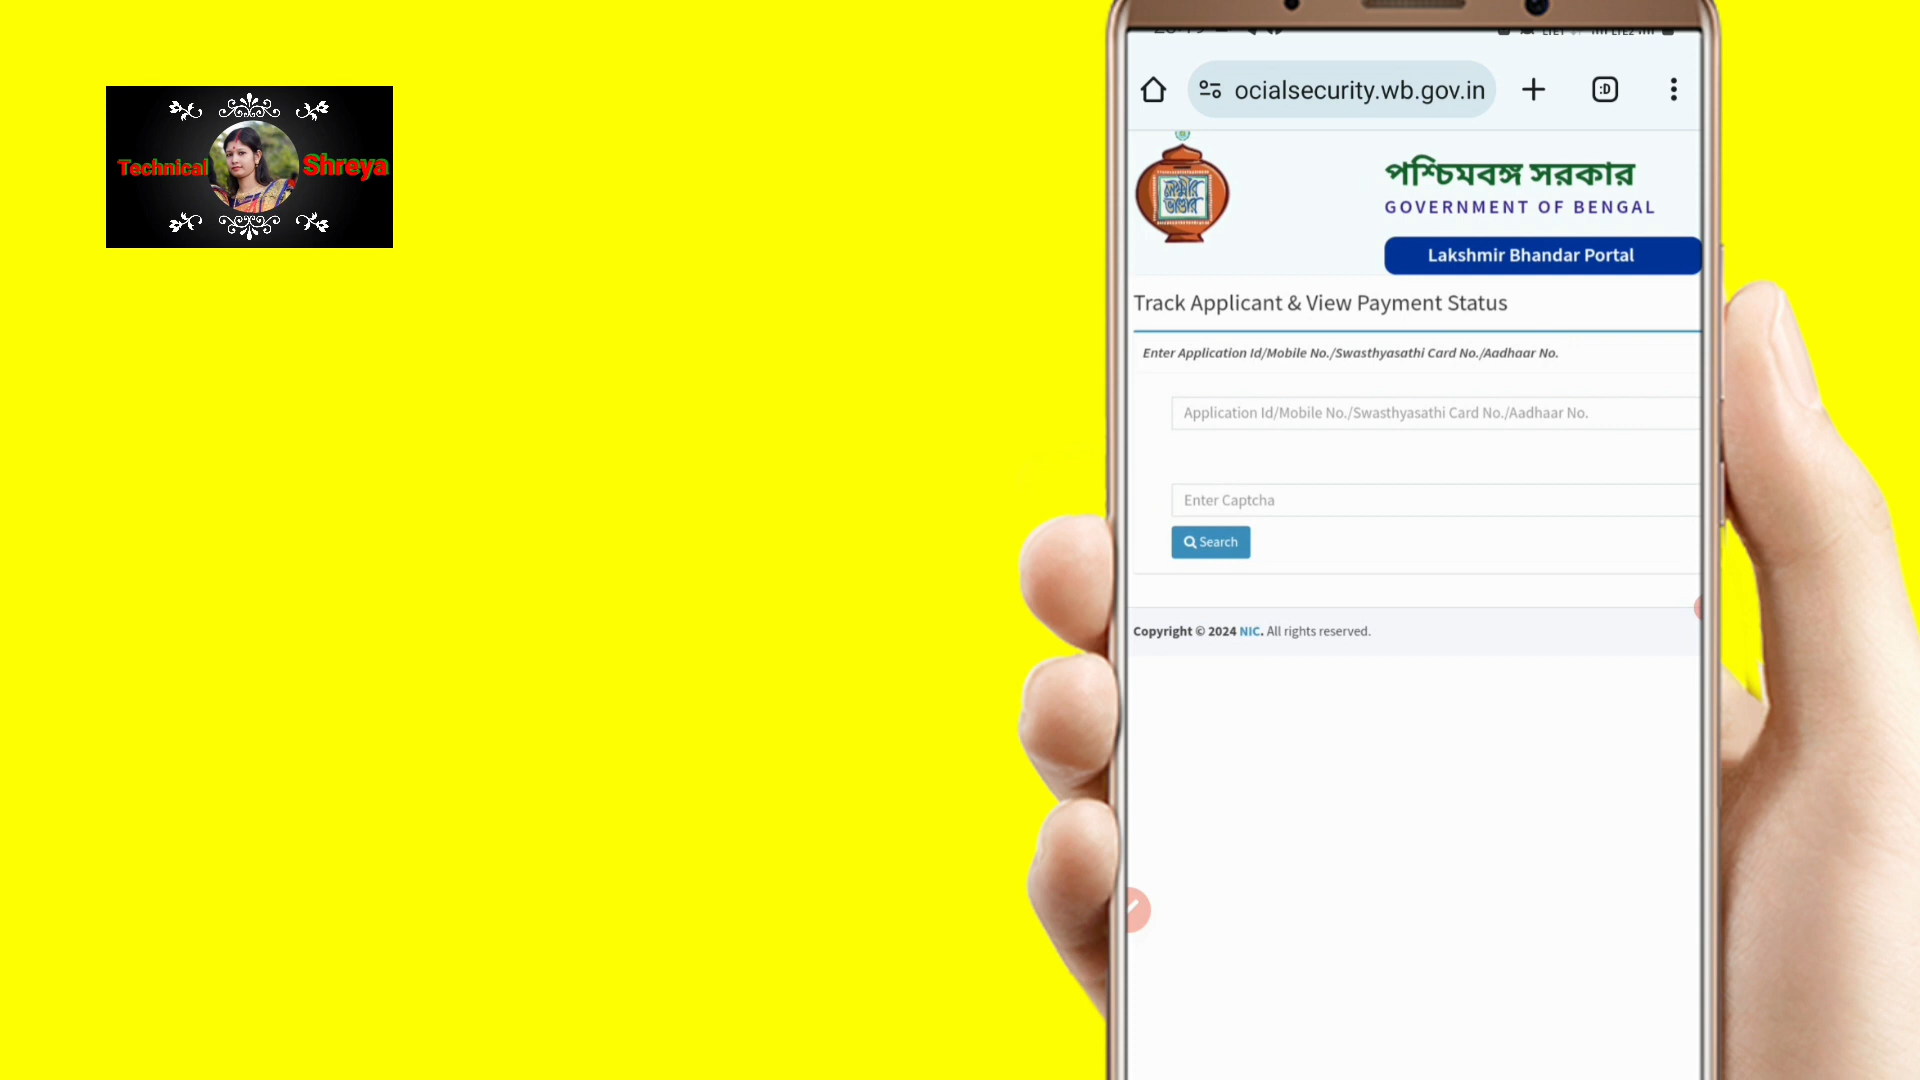 Technical Shreya
ocialsecurity.wb.gov.in
:D
লক্ষ্মীর
ভাণ্ডার
পশ্চিমবঙ্গ সরকার
GOVERNMENT OF BENGAL
Lakshmir Bhandar Portal
Track Applicant & View Payment Status
Enter Application Id/Mobile No./Swasthyasathi Card No./Aadhaar No.
Application Id/Mobile No./Swasthyasathi Card No./Aadhaar No.
Enter Captcha
Search
Copyright © 2024 NIC. All rights reserved.